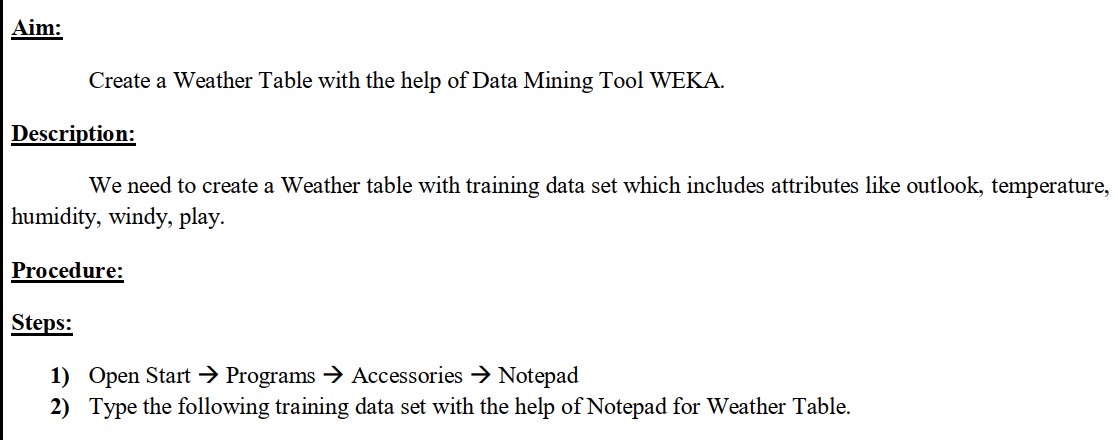 Aim:
Create a Weather Table with the help of Data Mining Tool WEKA.
Description:
We need to create a Weather table with training data set which includes attributes like outlook, temperature,
humidity, windy, play.
Procedure:
Steps:
1) Open Start → Programs → Accessories → Notepad
2) Type the following training data set with the help of Notepad for Weather Table.